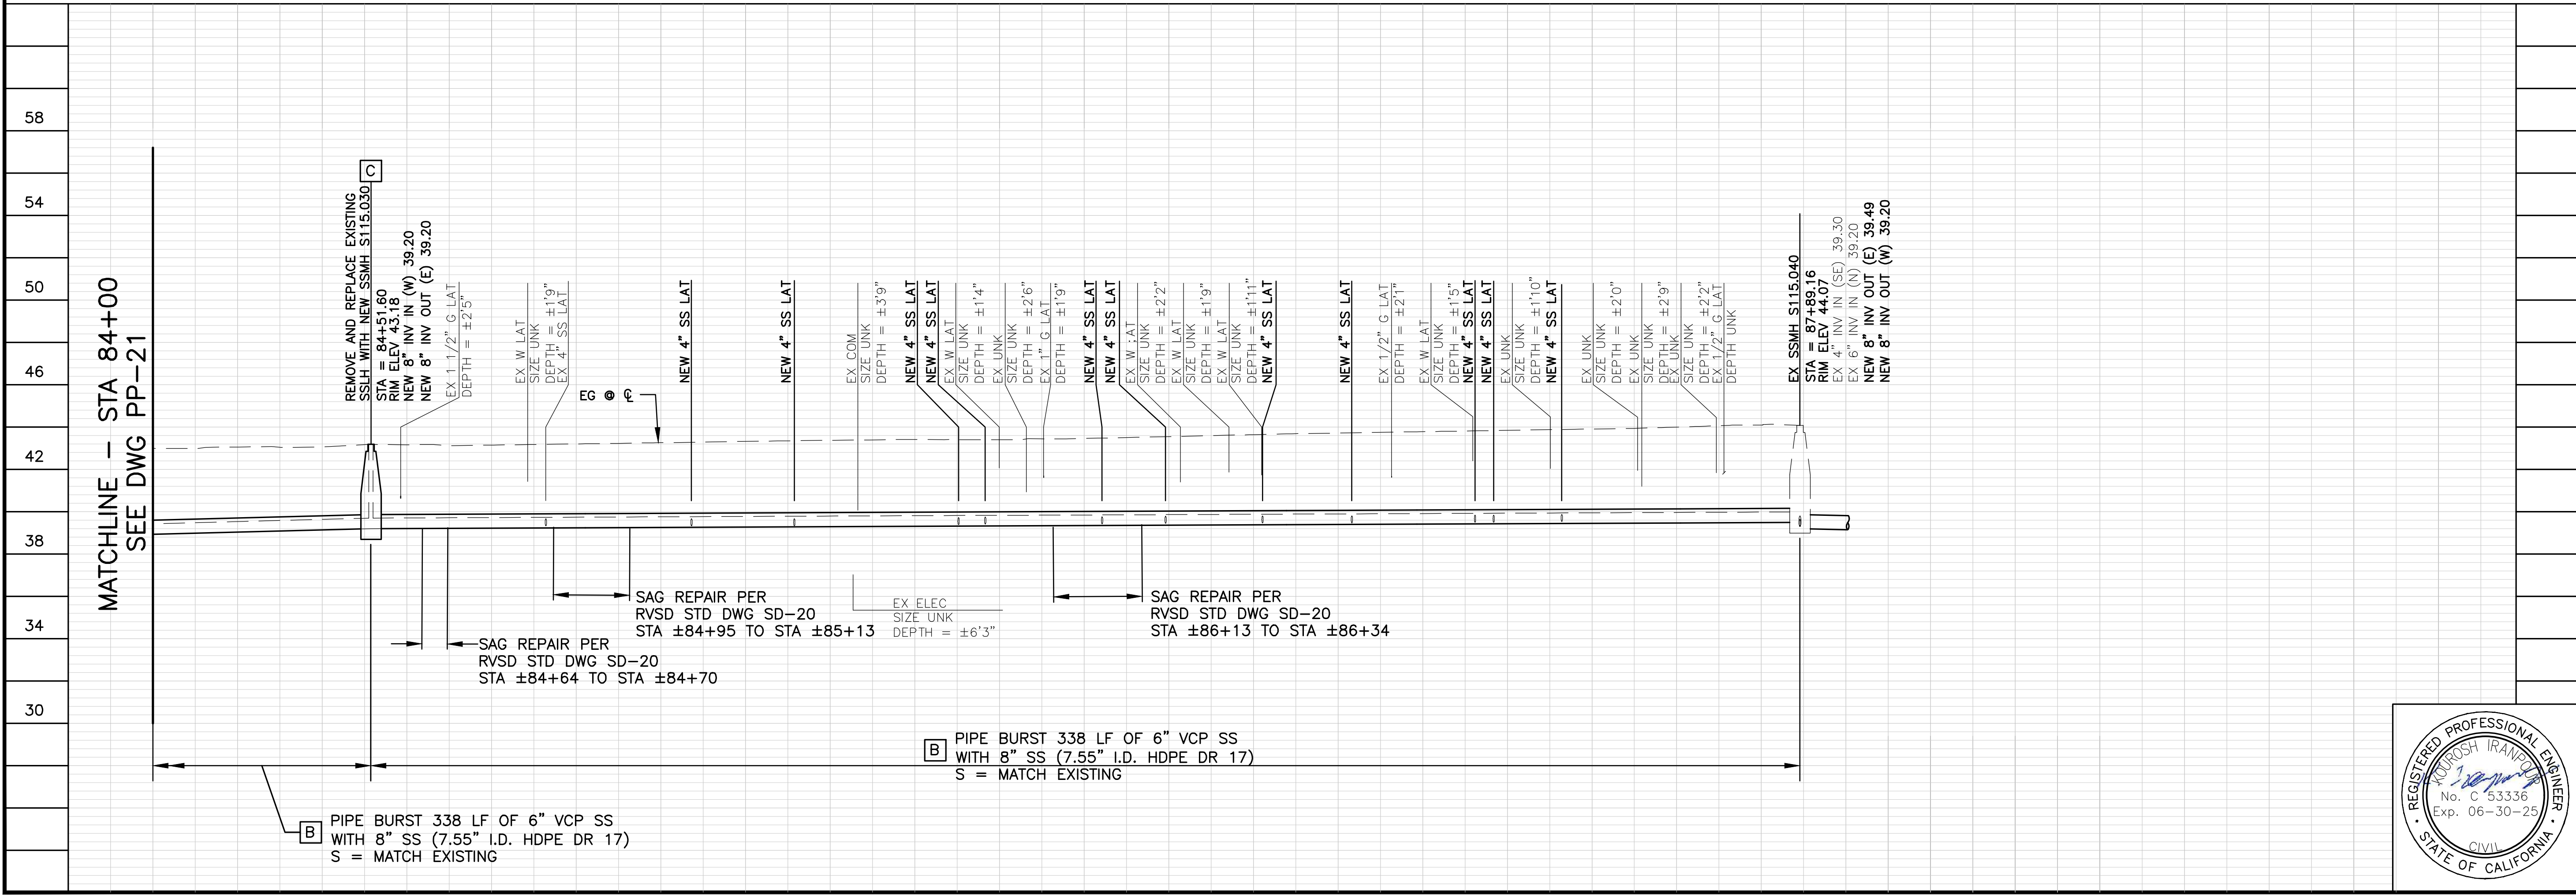 58
54
50
46
42
38
34
30
MATCHLINE – STA 84+00
SEE DWG PP–21
C
REMOVE AND REPLACE EXISTING
SSLH WITH NEW SSMH S115.030
STA = 84+51.60
RIM ELEV 43.18
NEW 8" INV IN (W) 39.20
NEW 8" INV OUT (E) 39.20
EX 1 1/2" G LAT
DEPTH = ±2'5"
EX W LAT
SIZE UNK
DEPTH = ±1'9"
EX 4" SS LAT
EG @ ℄
NEW 4" SS LAT
NEW 4" SS LAT
EX COM
SIZE UNK
DEPTH = ±3'9"
NEW 4" SS LAT
NEW 4" SS LAT
EX W LAT
SIZE UNK
DEPTH = ±1'4"
EX UNK
SIZE UNK
DEPTH = ±2'6"
EX 1" G LAT
DEPTH = ±1'9"
NEW 4" SS LAT
NEW 4" SS LAT
EX W :AT
SIZE UNK
DEPTH = ±2'2"
EX W LAT
SIZE UNK
DEPTH = ±1'9"
EX W LAT
SIZE UNK
DEPTH = ±1'11"
NEW 4" SS LAT
NEW 4" SS LAT
EX 1/2" G LAT
DEPTH = ±2'1"
EX W LAT
SIZE UNK
DEPTH = ±1'5"
NEW 4" SS LAT
NEW 4" SS LAT
EX UNK
SIZE UNK
DEPTH = ±1'10"
NEW 4" SS LAT
EX UNK
SIZE UNK
DEPTH = ±2'0"
EX UNK
SIZE UNK
DEPTH = ±2'9"
EX UNK
SIZE UNK
DEPTH = ±2'2"
EX 1/2" G LAT
DEPTH UNK
EX SSMH S115.040
STA = 87+89.16
RIM ELEV 44.07
EX 4" INV IN (SE) 39.30
EX 6" INV IN (N) 39.20
NEW 8" INV OUT (E) 39.49
NEW 8" INV OUT (W) 39.20
SAG REPAIR PER
RVSD STD DWG SD–20
STA ±84+64 TO STA ±84+70
SAG REPAIR PER
RVSD STD DWG SD–20
STA ±84+95 TO STA ±85+13
EX ELEC
SIZE UNK
DEPTH = ±6'3"
SAG REPAIR PER
RVSD STD DWG SD–20
STA ±86+13 TO STA ±86+34
B
PIPE BURST 338 LF OF 6" VCP SS
WITH 8" SS (7.55" I.D. HDPE DR 17)
S = MATCH EXISTING
B
PIPE BURST 338 LF OF 6" VCP SS
WITH 8" SS (7.55" I.D. HDPE DR 17)
S = MATCH EXISTING
REGISTERED PROFESSIONAL ENGINEER
KOUROSH IRANPOUR
No. C 53336
Exp. 06–30–25
CIVIL
STATE OF CALIFORNIA